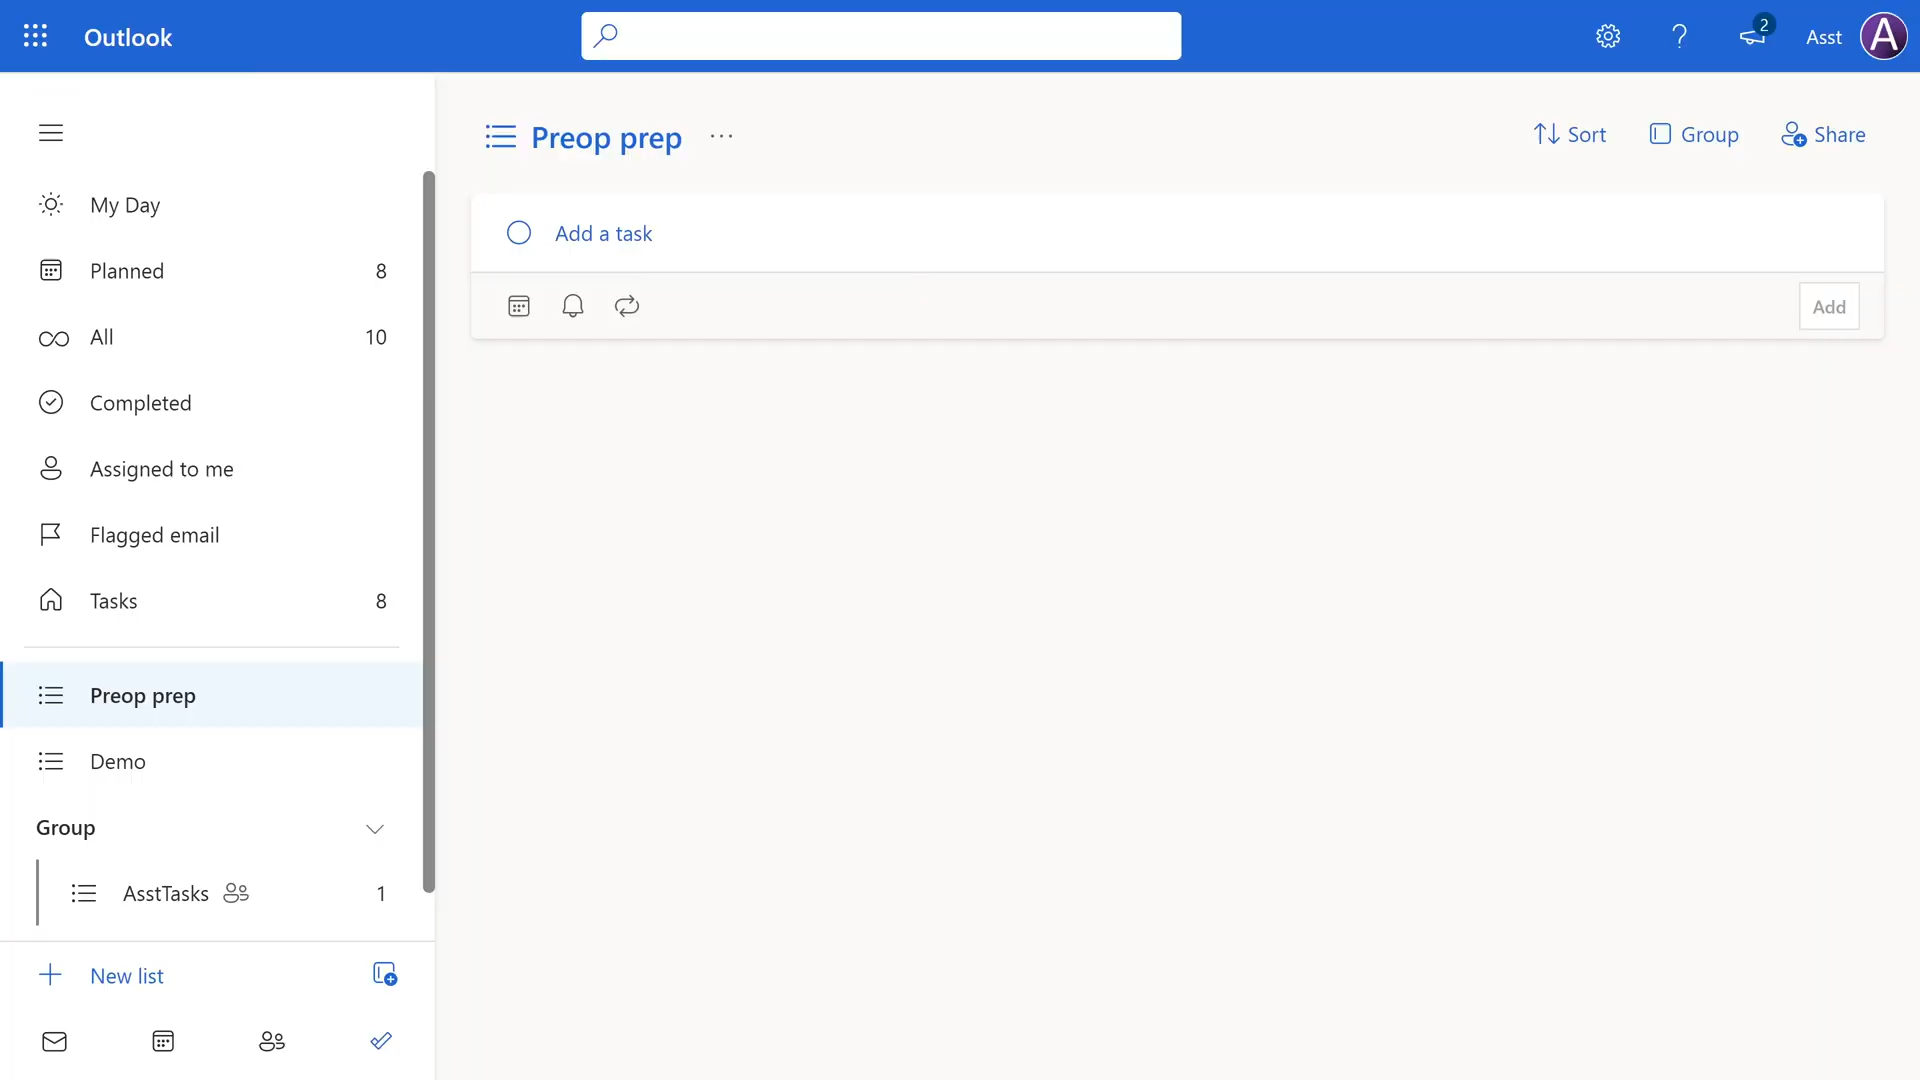 Outlook
2
Asst
A
Preop prep
Sort
Group
Share
My Day
Add a task
Planned 8
Add
All 10
Completed
Assigned to me
Flagged email
Tasks 8
Preop prep
Demo
Group
AsstTasks 1
New list